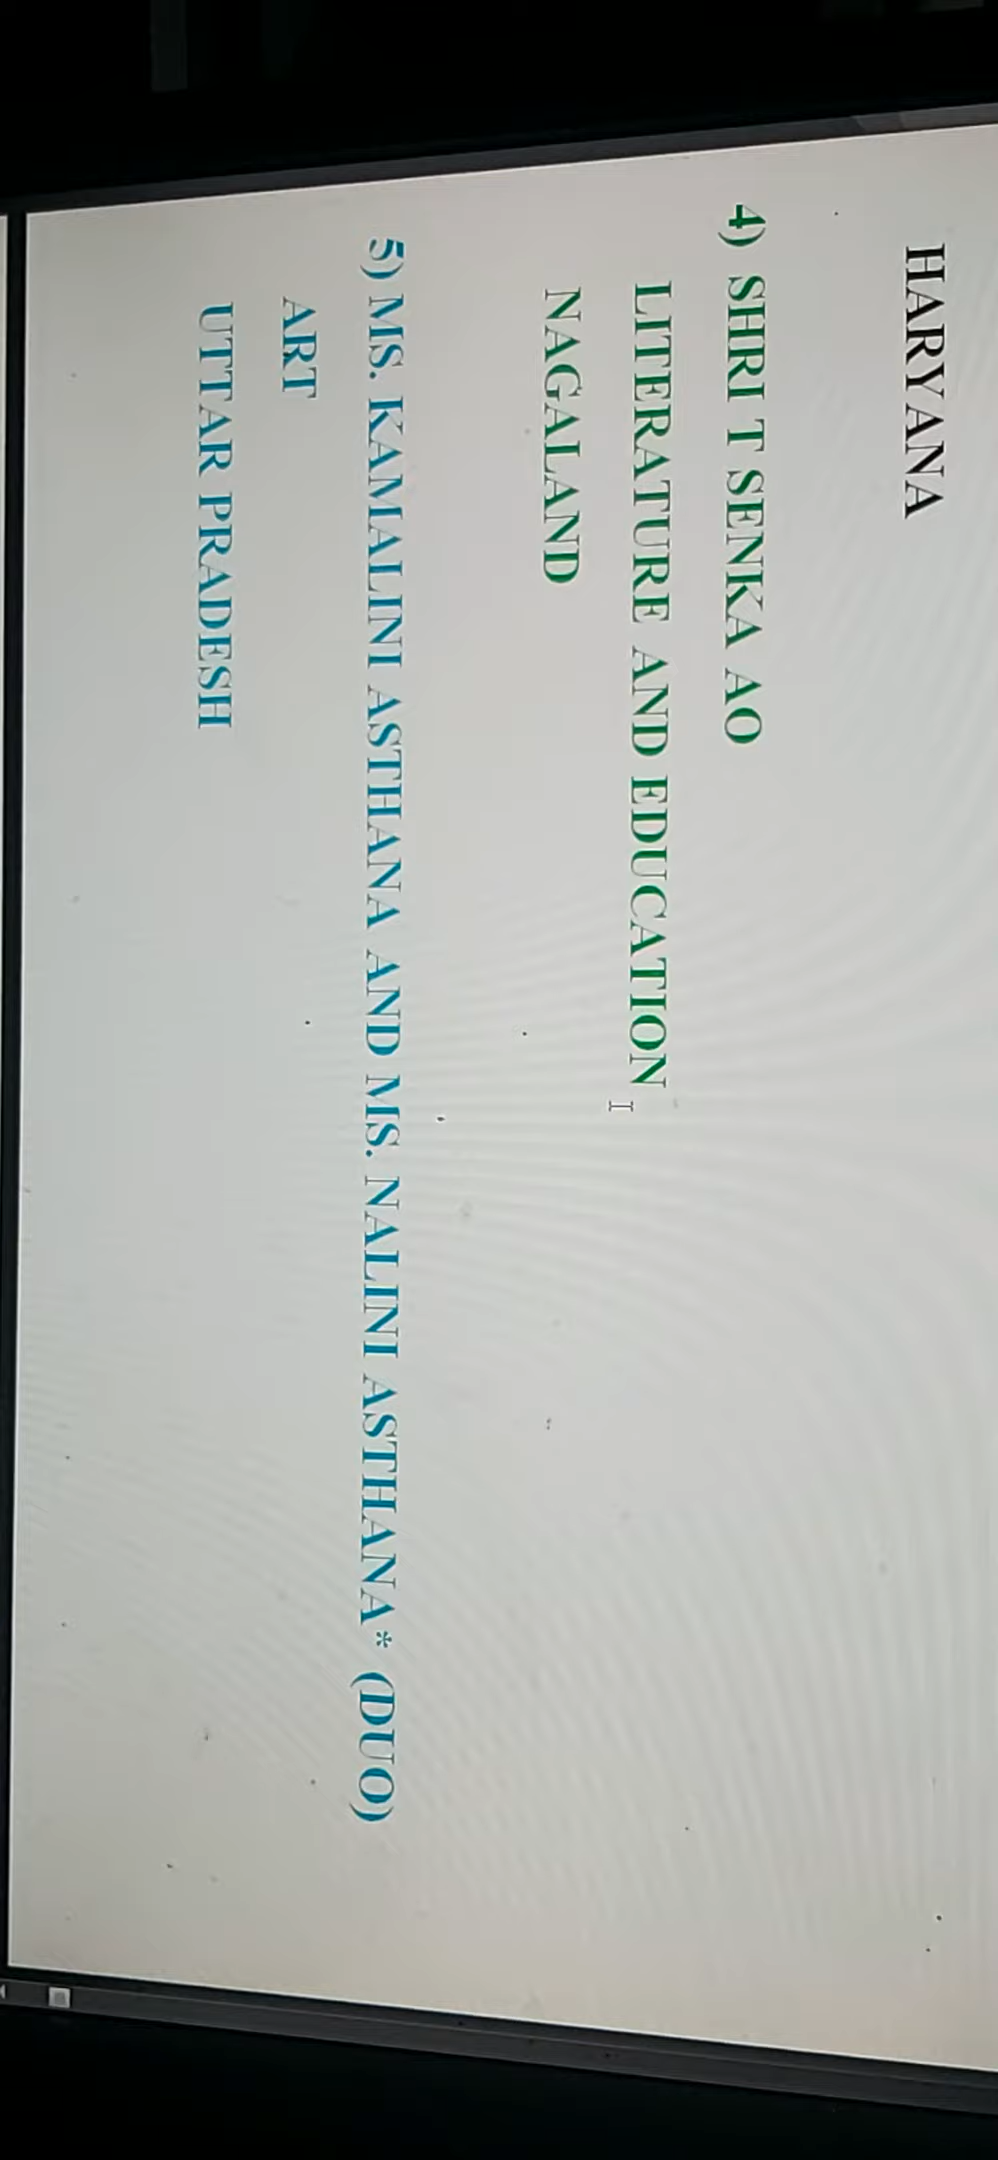 HARYANA
4) SHRI T SENKA AO
LITERATURE AND EDUCATION
NAGALAND
5) MS. KAMALINI ASTHANA AND MS. NALINI ASTHANA* (DUO)
ART
UTTAR PRADESH